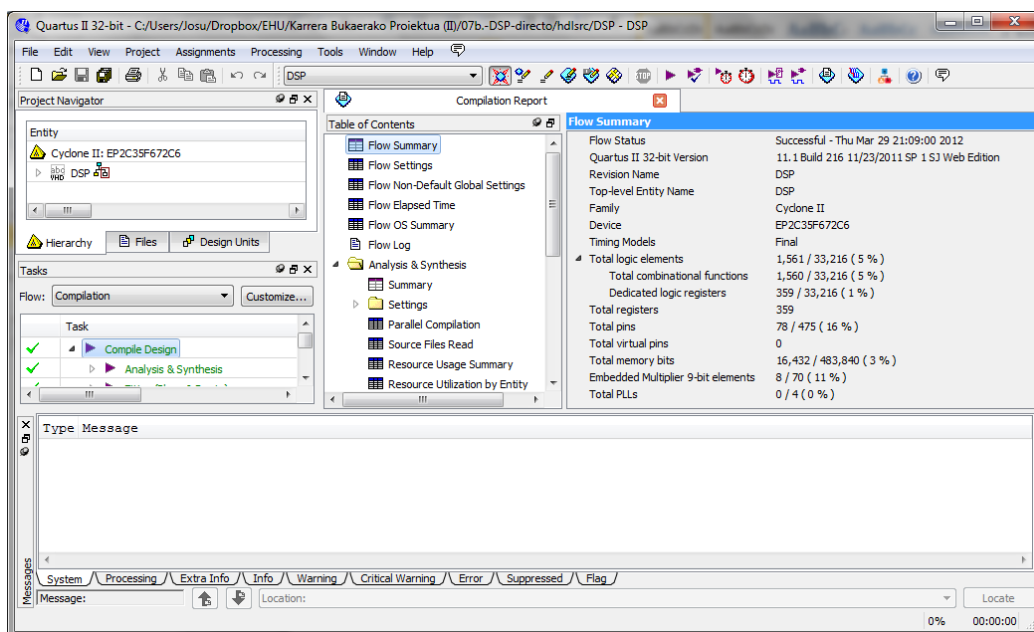 Quartus II 32-bit - C:/Users/Josu/Dropbox/EHU/Karrera Bukaerako Proiektua (II)/07b.-DSP-directo/hdlsrc/DSP - DSP
File Edit View Project Assignments Processing Tools Window Help
DSP
Project Navigator
Entity
Cyclone II: EP2C35F672C6
abd VHD DSP
Hierarchy Files Design Units
Tasks
Flow: Compilation Customize...
Task
Compile Design
Analysis & Synthesis
Compilation Report
Table of Contents
Flow Summary
Flow Settings
Flow Non-Default Global Settings
Flow Elapsed Time
Flow OS Summary
Flow Log
Analysis & Synthesis
Summary
Settings
Parallel Compilation
Source Files Read
Resource Usage Summary
Resource Utilization by Entity
Flow Summary
Flow Status Successful - Thu Mar 29 21:09:00 2012
Quartus II 32-bit Version 11.1 Build 216 11/23/2011 SP 1 SJ Web Edition
Revision Name DSP
Top-level Entity Name DSP
Family Cyclone II
Device EP2C35F672C6
Timing Models Final
Total logic elements 1,561 / 33,216 ( 5 % )
Total combinational functions 1,560 / 33,216 ( 5 % )
Dedicated logic registers 359 / 33,216 ( 1 % )
Total registers 359
Total pins 78 / 475 ( 16 % )
Total virtual pins 0
Total memory bits 16,432 / 483,840 ( 3 % )
Embedded Multiplier 9-bit elements 8 / 70 ( 11 % )
Total PLLs 0 / 4 ( 0 % )
Type Message
Messages
System Processing Extra Info Info Warning Critical Warning Error Suppressed Flag
Message: Location: Locate
0% 00:00:00